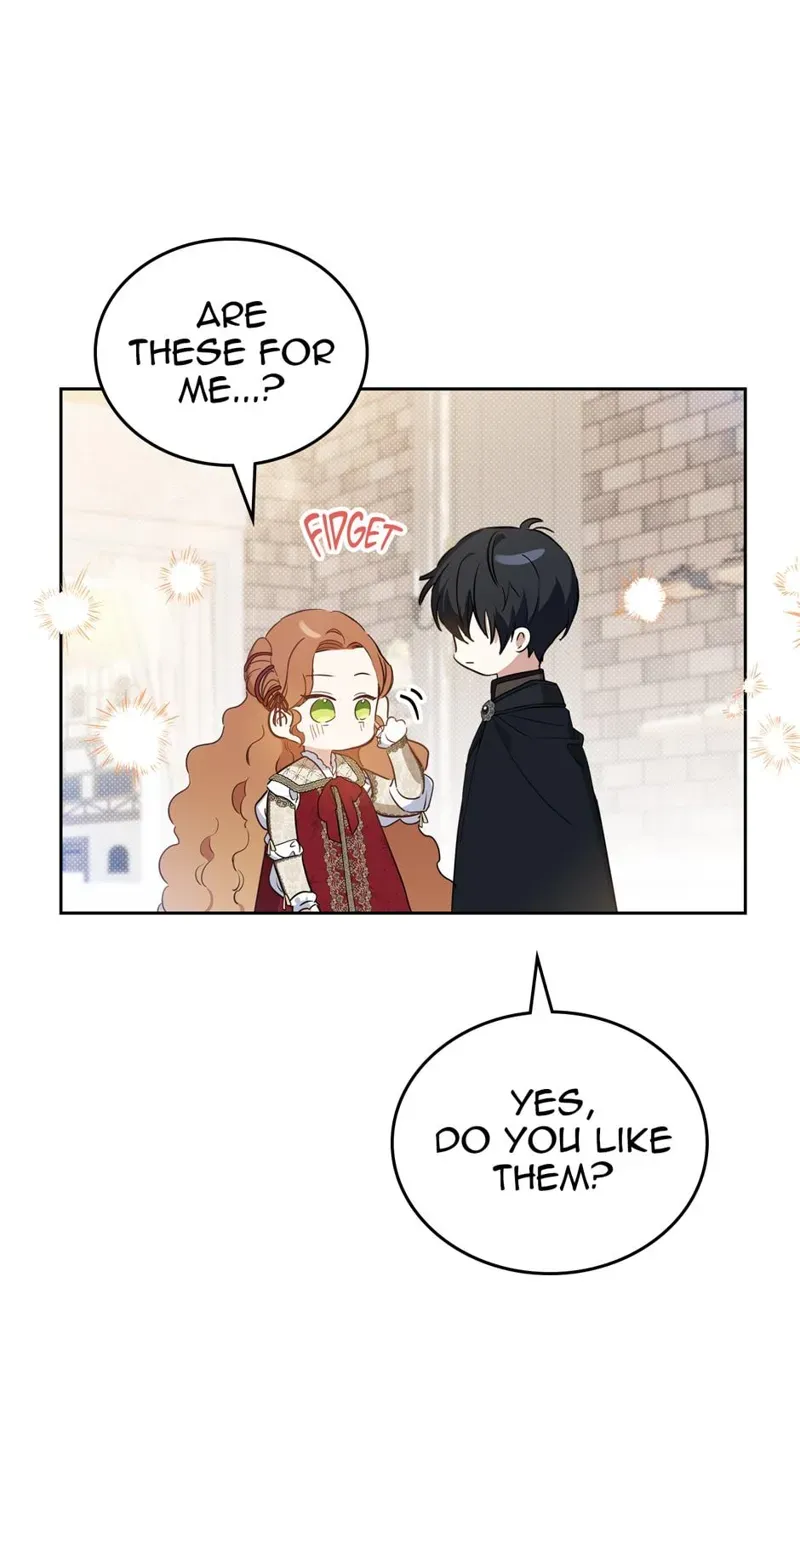 ARE
THESE FOR
ME...?
FIDGET
YES,
DO YOU LIKE
THEM?